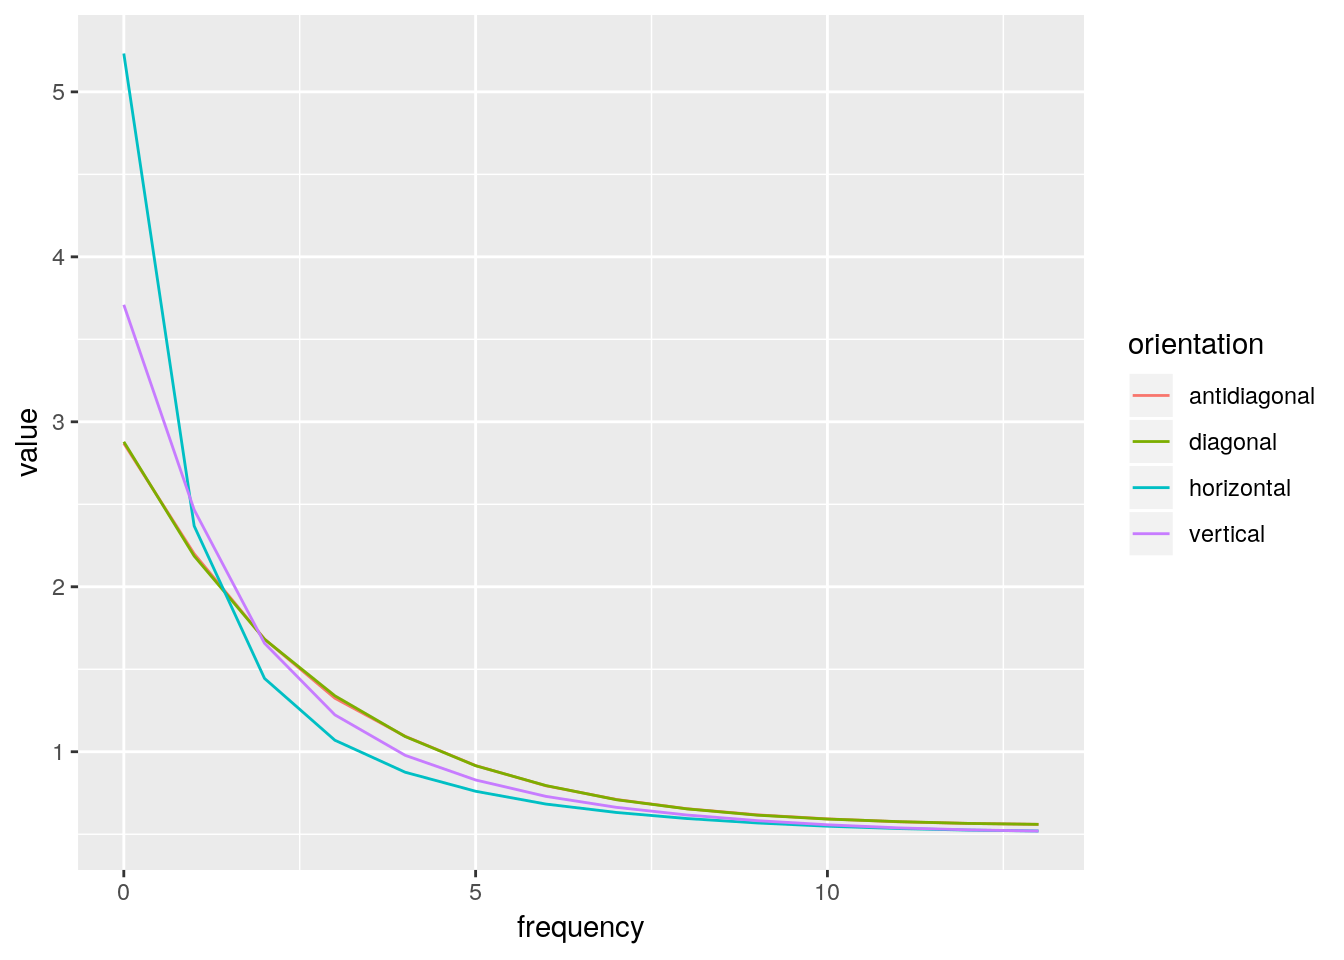 5
4
3
2
1
value
0
5
10
frequency
orientation
antidiagonal
diagonal
horizontal
vertical